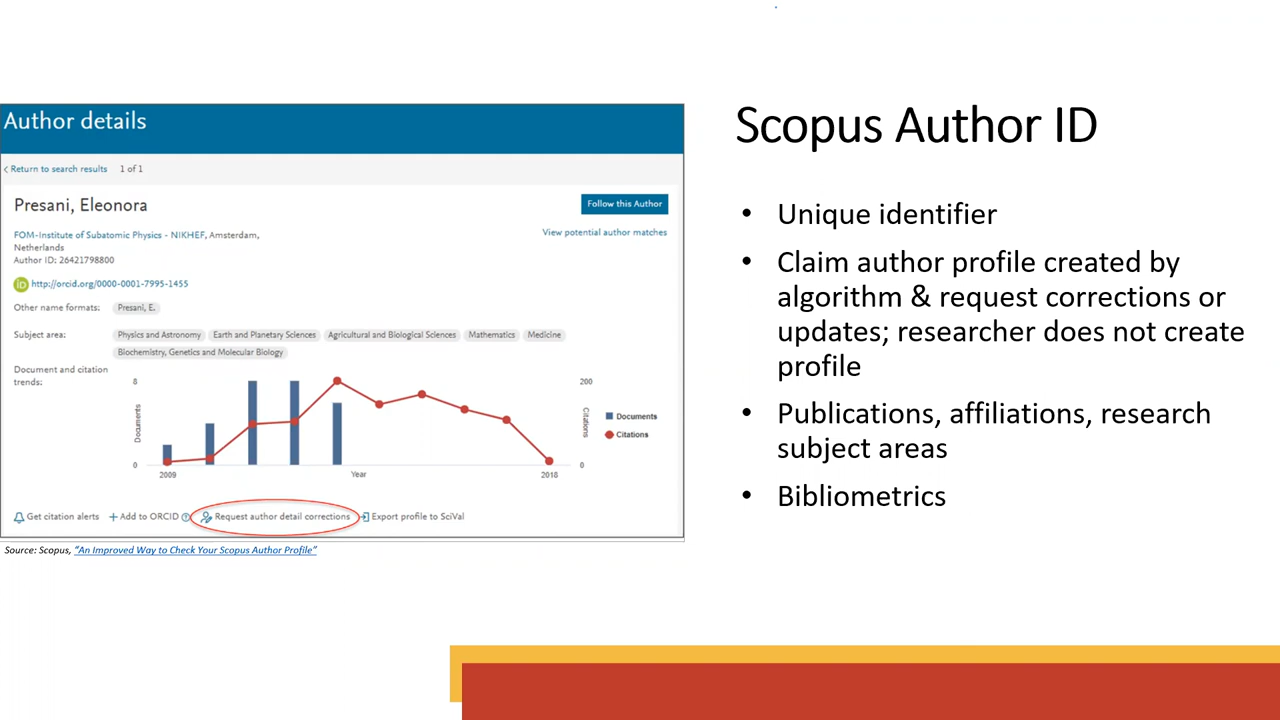 Author details
Return to search results 1 of 1
Presani, Eleonora
Follow this Author
FOM-Institute of Subatomic Physics - NIKHEF, Amsterdam,
Netherlands
View potential author matches
Author ID: 26421798800
iD http://orcid.org/0000-0001-7995-1455
Other name formats: Presani, E.
Subject area: Physics and Astronomy Earth and Planetary Sciences Agricultural and Biological Sciences Mathematics Medicine
Biochemistry, Genetics and Molecular Biology
Document and citation
trends:
8
200
Documents
Citations
Documents
Citations
0
0
2009
Year
2018
Get citation alerts + Add to ORCID ? Request author detail corrections Export profile to SciVal
Source: Scopus, “An Improved Way to Check Your Scopus Author Profile”
Scopus Author ID
• Unique identifier
• Claim author profile created by
algorithm & request corrections or
updates; researcher does not create
profile
• Publications, affiliations, research
subject areas
• Bibliometrics